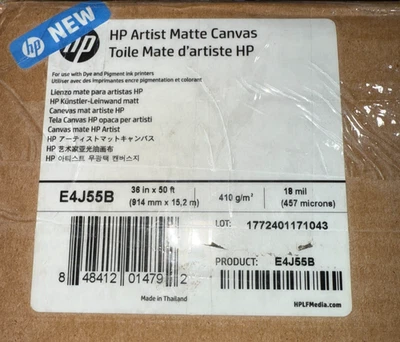 hp NEW
hp
HP Artist Matte Canvas
Toile Mate d'artiste HP
For use with Dye and Pigment ink printers
Utiliser avec des imprimantes encre pigmentation et colorant
Lienzo mate para artistas HP
HP Künstler-Leinwand matt
Canevas mat artiste HP
Tela Canvas HP opaca per artisti
Canvas mate HP Artist
HP アーティストマットキャンバス
HP 艺术家亚光油画布
HP 아티스트 무광택 캔버스지
E4J55B
36 in x 50 ft
(914 mm x 15,2 m)
410 g/m²
18 mil
(457 microns)
LOT: 1772401171043
PRODUCT: E4J55B
8 48412 01479 2
Made in Thailand
HPLFMedia.com